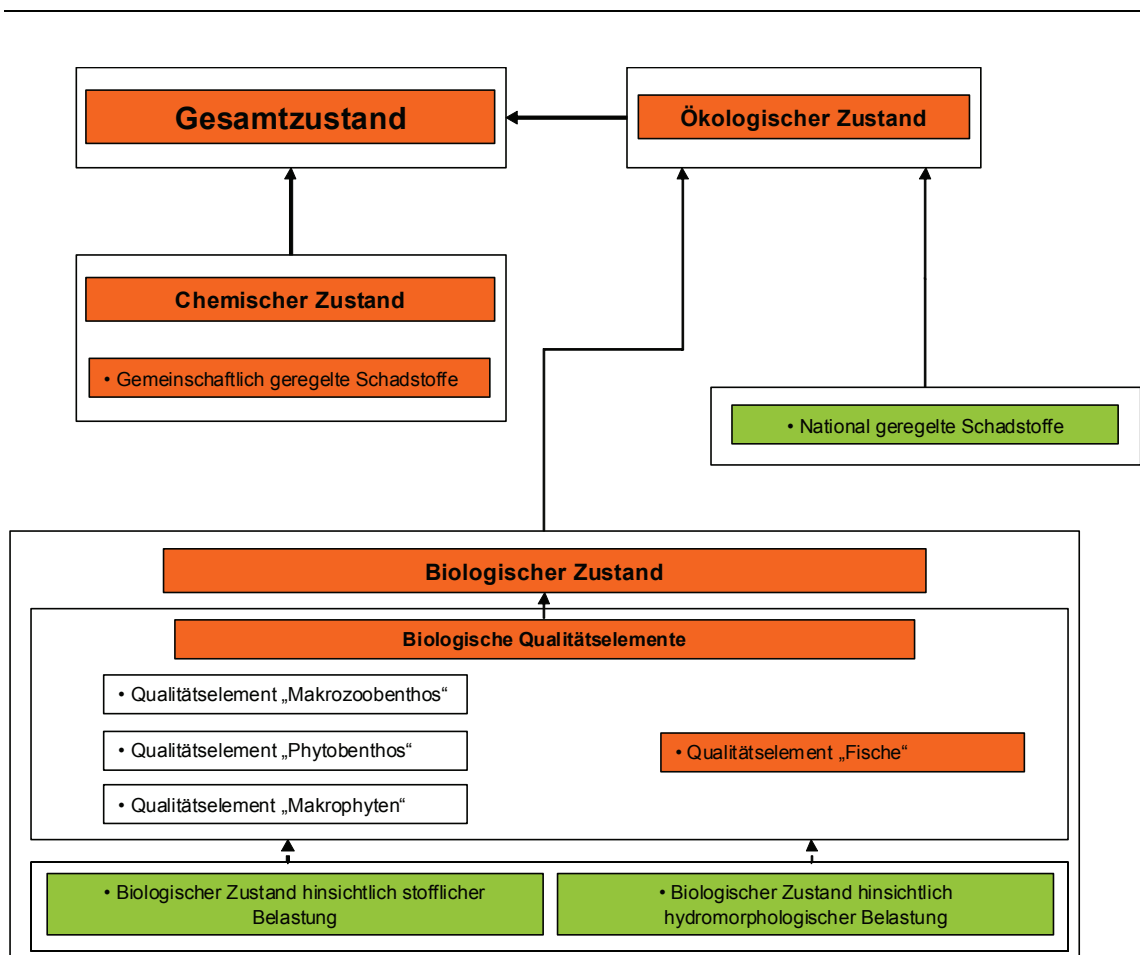 Gesamtzustand
Ökologischer Zustand
Chemischer Zustand
• Gemeinschaftlich geregelte Schadstoffe
• National geregelte Schadstoffe
Biologischer Zustand
Biologische Qualitätselemente
• Qualitätselement „Makrozoobenthos“
• Qualitätselement „Phytobenthos“
• Qualitätselement „Fische“
• Qualitätselement „Makrophyten“
• Biologischer Zustand hinsichtlich stofflicher
Belastung
• Biologischer Zustand hinsichtlich
hydromorphologischer Belastung